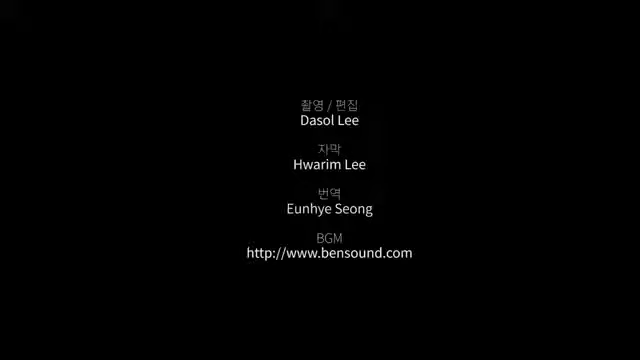 촬영 / 편집
Dasol Lee
자막
Hwarim Lee
번역
Eunhye Seong
BGM
http://www.bensound.com